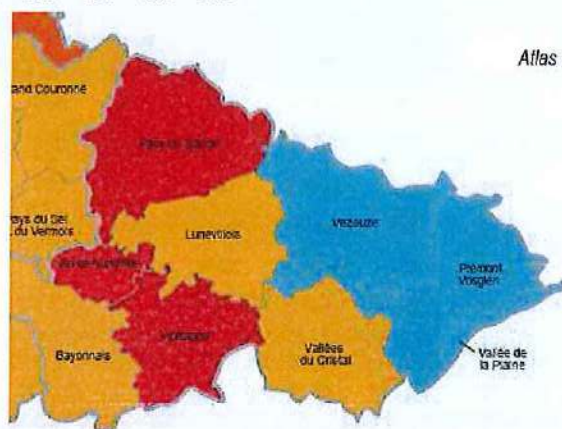 Atlas
and Couronné
Lunévillois
Vezouze
ays du Sel
du Vermois
Piémont
Vosgien
Bayonnais
Vallées
du Cristal
Vallée de
la Plaine